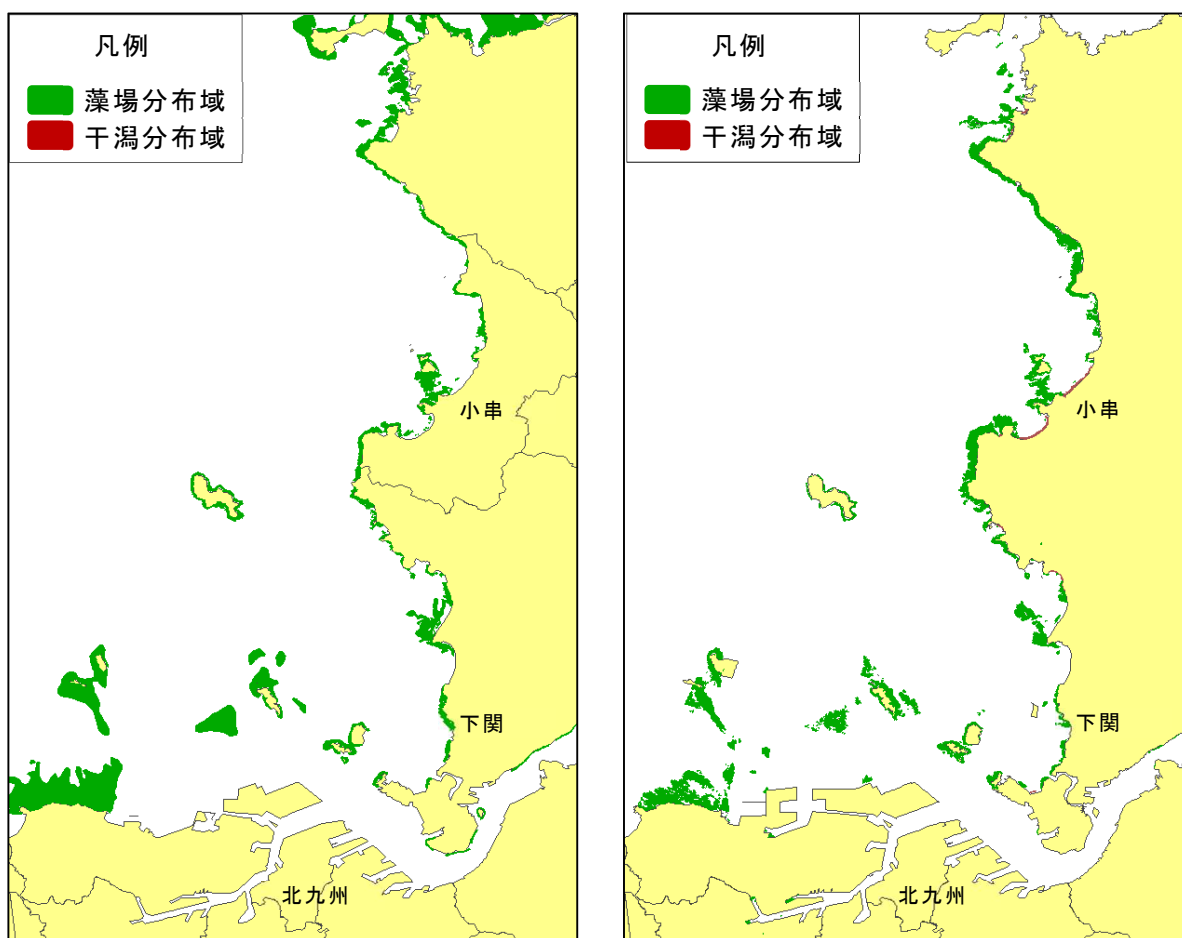 凡例
藻場分布域
干潟分布域
小串
下関
北九州
凡例
藻場分布域
干潟分布域
小串
下関
北九州